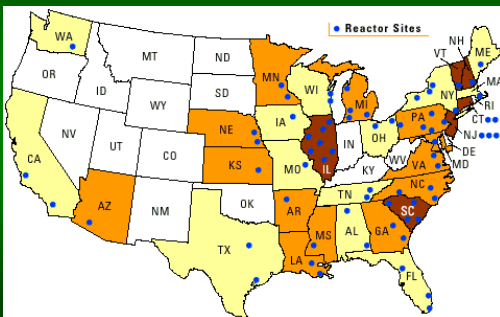 Reactor Sites
WA
MT
ND
MN
OR
ID
WY
SD
WI
MI
NY
VT
NH
ME
MA
RI
CT
NJ
DE
MD
PA
NV
UT
CO
NE
IA
IL
IN
OH
WV
VA
CA
AZ
NM
KS
MO
KY
NC
TN
SC
OK
AR
TX
LA
MS
AL
GA
FL